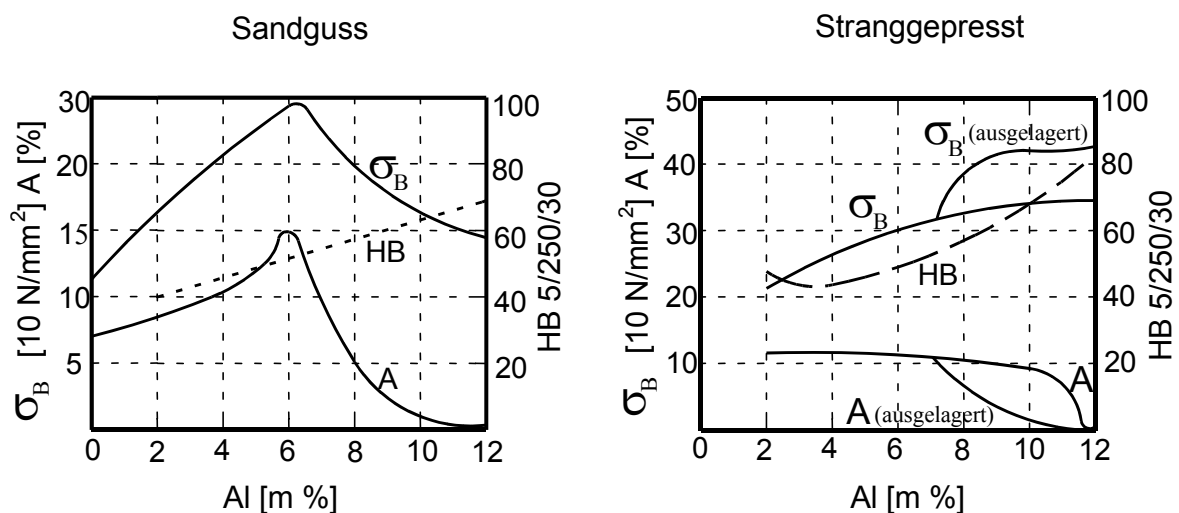 Sandguss
30
20
15
10
5
σB [10 N/mm²] A [%]
100
80
60
40
20
HB 5/250/30
σB
HB
A
0 2 4 6 8 10 12
Al [m %]
Stranggepresst
50
40
30
20
10
0
σB [10 N/mm²] A [%]
100
80
60
40
20
0
HB 5/250/30
σB (ausgelagert)
σB
HB
A
A (ausgelagert)
0 2 4 6 8 10 12
Al [m %]